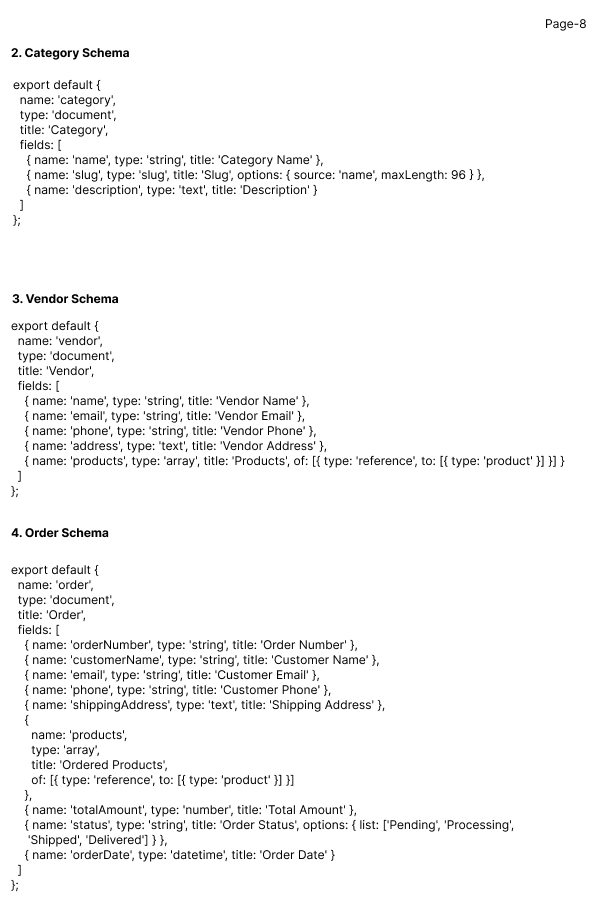 Page-8
2. Category Schema
export default {
name: 'category',
type: 'document',
title: 'Category',
fields: [
{ name: 'name', type: 'string', title: 'Category Name' },
{ name: 'slug', type: 'slug', title: 'Slug', options: { source: 'name', maxLength: 96 } },
{ name: 'description', type: 'text', title: 'Description' }
]
};
3. Vendor Schema
export default {
name: 'vendor',
type: 'document',
title: 'Vendor',
fields: [
{ name: 'name', type: 'string', title: 'Vendor Name' },
{ name: 'email', type: 'string', title: 'Vendor Email' },
{ name: 'phone', type: 'string', title: 'Vendor Phone' },
{ name: 'address', type: 'text', title: 'Vendor Address' },
{ name: 'products', type: 'array', title: 'Products', of: [{ type: 'reference', to: [{ type: 'product' }] }] }
]
};
4. Order Schema
export default {
name: 'order',
type: 'document',
title: 'Order',
fields: [
{ name: 'orderNumber', type: 'string', title: 'Order Number' },
{ name: 'customerName', type: 'string', title: 'Customer Name' },
{ name: 'email', type: 'string', title: 'Customer Email' },
{ name: 'phone', type: 'string', title: 'Customer Phone' },
{ name: 'shippingAddress', type: 'text', title: 'Shipping Address' },
{
name: 'products',
type: 'array',
title: 'Ordered Products',
of: [{ type: 'reference', to: [{ type: 'product' }] }]
},
{ name: 'totalAmount', type: 'number', title: 'Total Amount' },
{ name: 'status', type: 'string', title: 'Order Status', options: { list: ['Pending', 'Processing',
'Shipped', 'Delivered'] } },
{ name: 'orderDate', type: 'datetime', title: 'Order Date' }
]
};